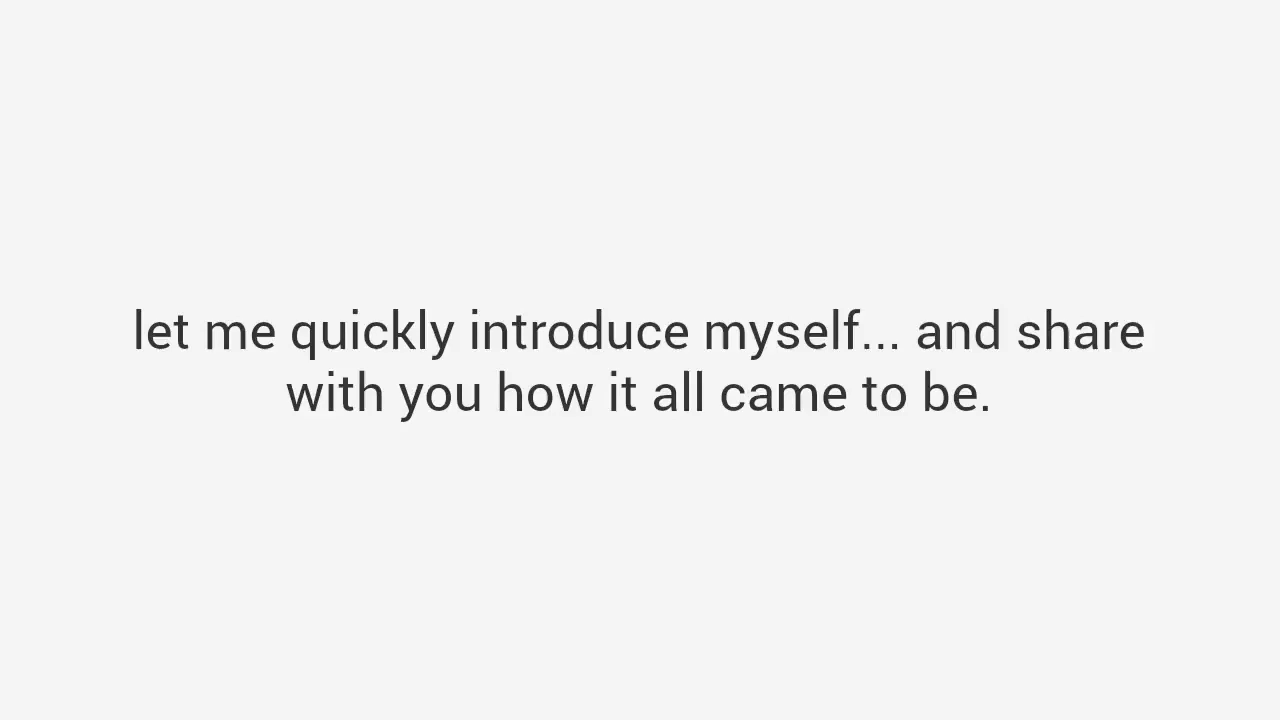 let me quickly introduce myself... and share
with you how it all came to be.